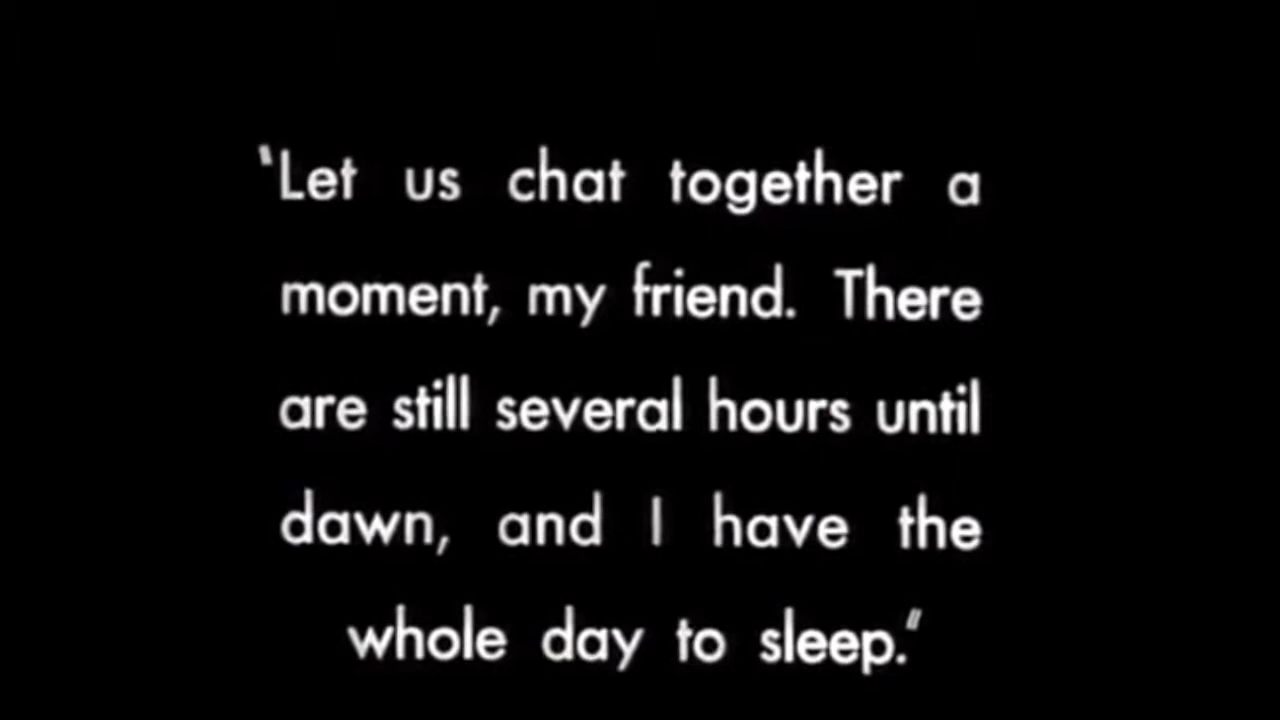 "Let us chat together a
moment, my friend. There
are still several hours until
dawn, and I have the
whole day to sleep."